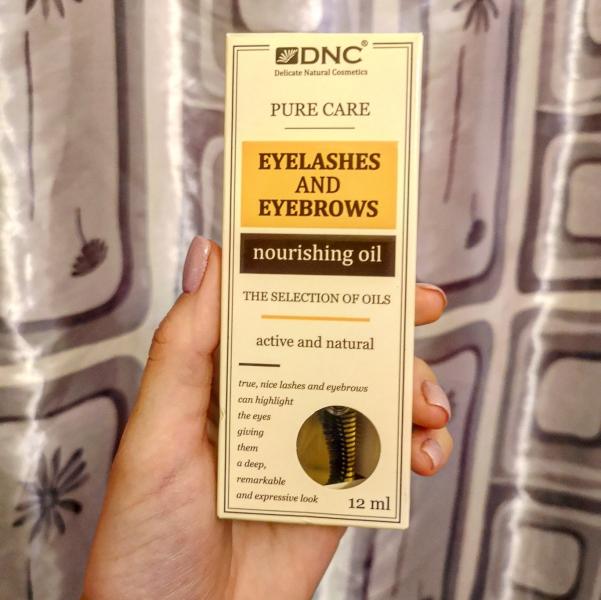 DNC®
Delicate Natural Cosmetics
PURE CARE
EYELASHES
AND
EYEBROWS
nourishing oil
THE SELECTION OF OILS
active and natural
true, nice lashes and eyebrows
can highlight
the eyes
giving
them
a deep,
remarkable
and expressive look
12 ml